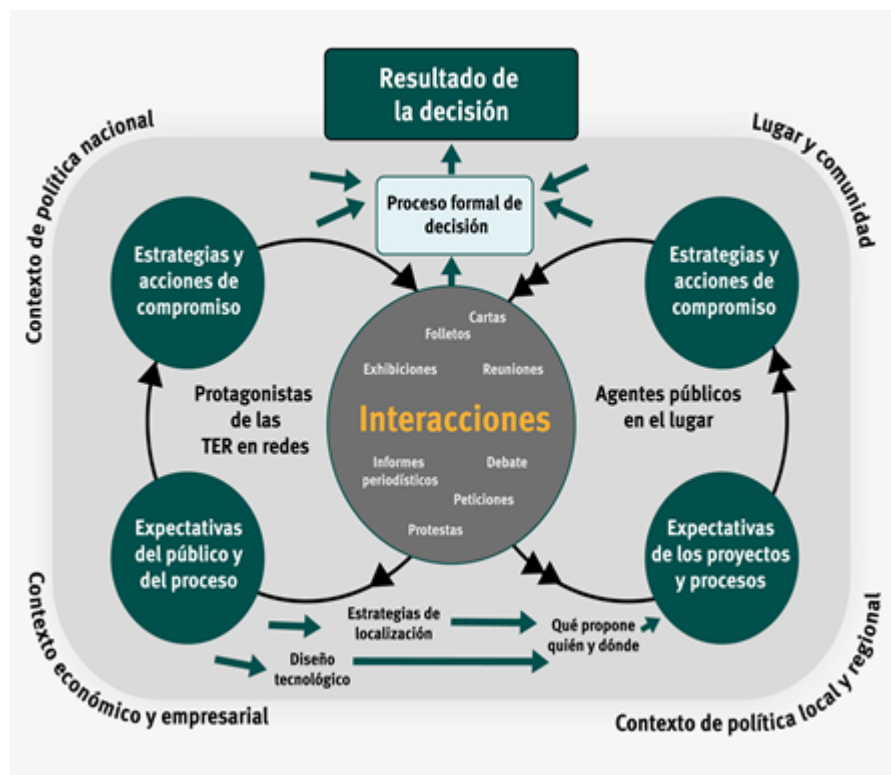 Resultado de
la decisión
Contexto de política nacional
Lugar y comunidad
Proceso formal de
decisión
Estrategias y
acciones de
compromiso
Estrategias y
acciones de
compromiso
Cartas
Folletos
Exhibiciones
Reuniones
Interacciones
Informes
periodísticos
Debate
Peticiones
Protestas
Protagonistas
de las
TER en redes
Agentes públicos
en el lugar
Expectativas
del público y
del proceso
Expectativas
de los proyectos
y procesos
Estrategias de
localización
Qué propone
quién y dónde
Diseño
tecnológico
Contexto económico y empresarial
Contexto de política local y regional